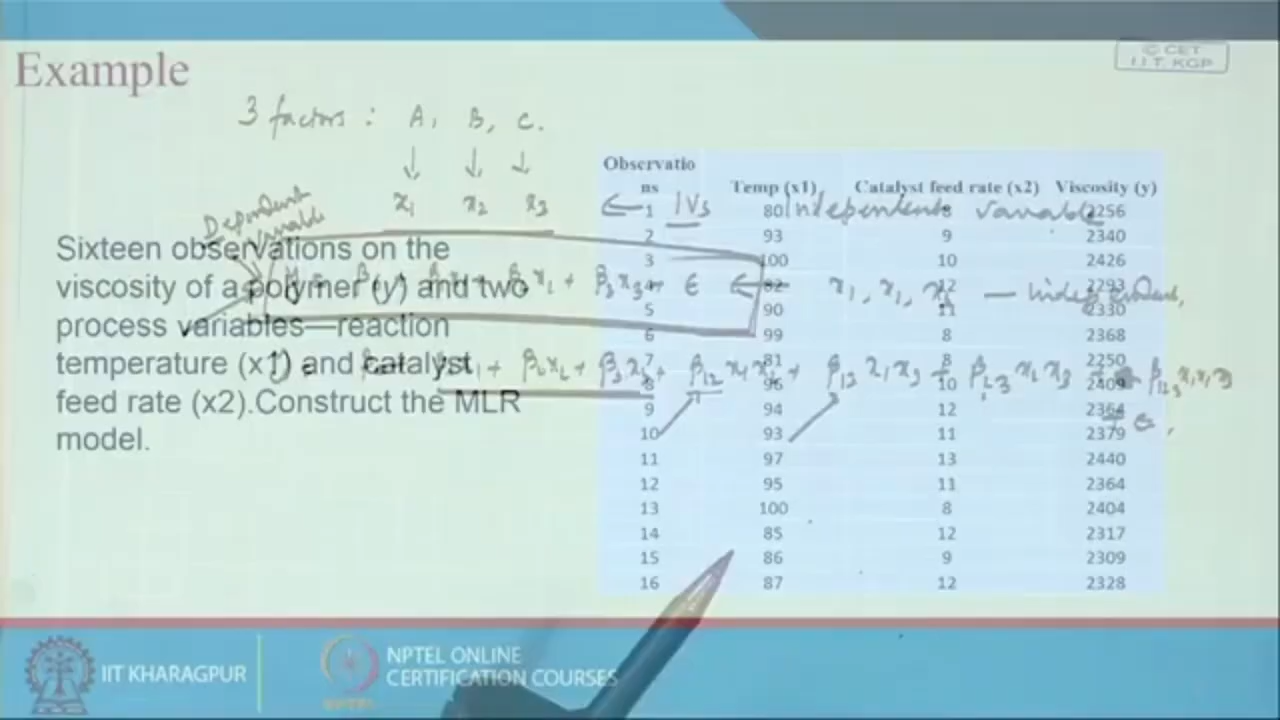 Example
© CET
I.I.T. KGP
3 factors : A, B, C.
x1 x2 x3
IVs Independent variable
Dependent
variable
Sixteen observations on the
viscosity of a polymer (y) and two
process variables—reaction
temperature (x1) and catalyst
feed rate (x2).Construct the MLR
model.
Observatio
ns Temp (x1) Catalyst feed rate (x2) Viscosity (y)
1 80 8 2256
2 93 9 2340
3 100 10 2426
4 82 12 2293
5 90 11 2330
6 99 8 2368
7 81 8 2250
8 96 10 2409
9 94 12 2364
10 93 11 2379
11 97 13 2440
12 95 11 2364
13 100 8 2404
14 85 12 2317
15 86 9 2309
16 87 12 2328
IIT KHARAGPUR
NPTEL ONLINE
CERTIFICATION COURSES